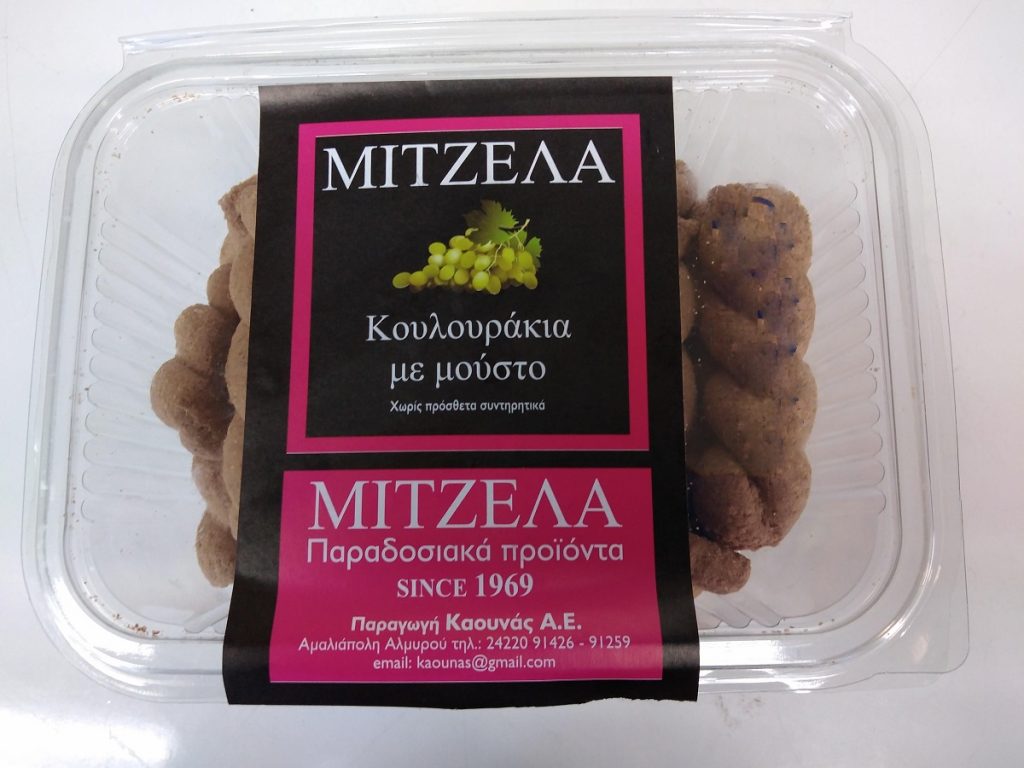 ΜΙΤΖΕΛΑ
Κουλουράκια
με μούστο
Χωρίς πρόσθετα συντηρητικά
ΜΙΤΖΕΛΑ
Παραδοσιακά προϊόντα
SINCE 1969
Παραγωγή Καουνάς Α.Ε.
Αμαλιάπολη Αλμυρού τηλ.: 24220 91426 - 91259
email: kaounas@gmail.com